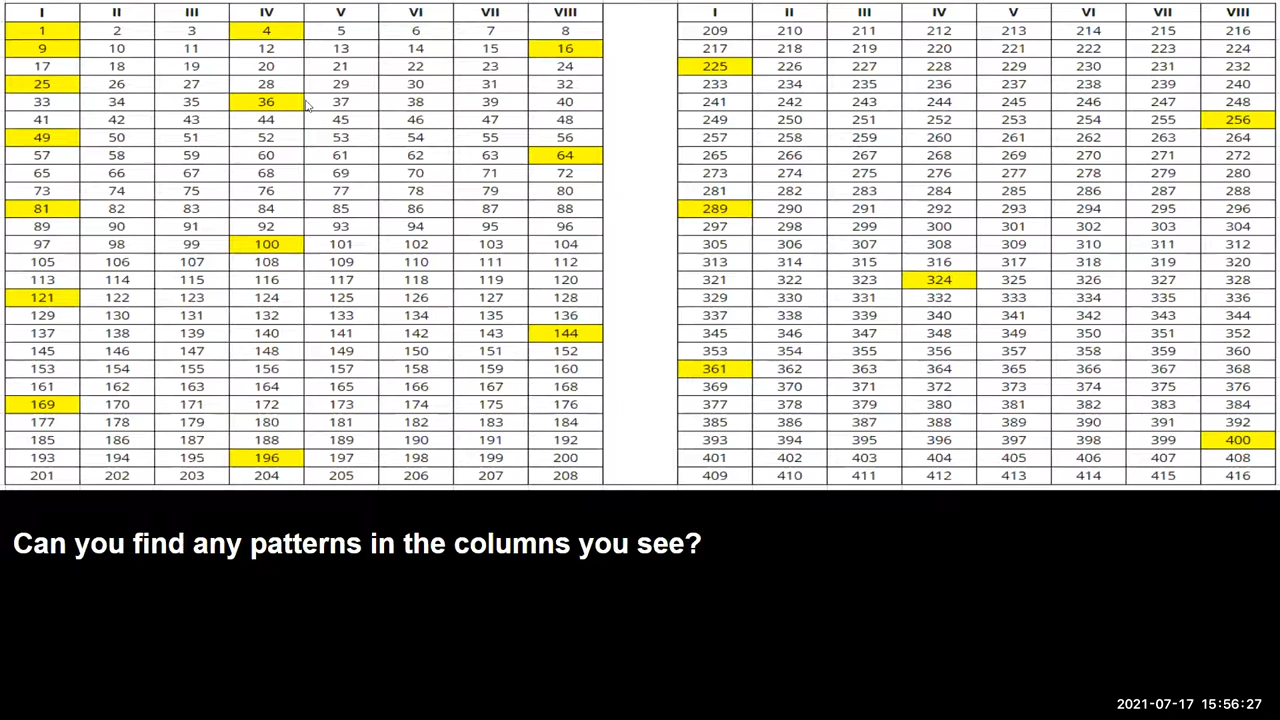 I II III IV V VI VII VIII I II III IV V VI VII VIII
1 2 3 4 5 6 7 8 209 210 211 212 213 214 215 216
9 10 11 12 13 14 15 16 217 218 219 220 221 222 223 224
17 18 19 20 21 22 23 24 225 226 227 228 229 230 231 232
25 26 27 28 29 30 31 32 233 234 235 236 237 238 239 240
33 34 35 36 37 38 39 40 241 242 243 244 245 246 247 248
41 42 43 44 45 46 47 48 249 250 251 252 253 254 255 256
49 50 51 52 53 54 55 56 257 258 259 260 261 262 263 264
57 58 59 60 61 62 63 64 265 266 267 268 269 270 271 272
65 66 67 68 69 70 71 72 273 274 275 276 277 278 279 280
73 74 75 76 77 78 79 80 281 282 283 284 285 286 287 288
81 82 83 84 85 86 87 88 289 290 291 292 293 294 295 296
89 90 91 92 93 94 95 96 297 298 299 300 301 302 303 304
97 98 99 100 101 102 103 104 305 306 307 308 309 310 311 312
105 106 107 108 109 110 111 112 313 314 315 316 317 318 319 320
113 114 115 116 117 118 119 120 321 322 323 324 325 326 327 328
121 122 123 124 125 126 127 128 329 330 331 332 333 334 335 336
129 130 131 132 133 134 135 136 337 338 339 340 341 342 343 344
137 138 139 140 141 142 143 144 345 346 347 348 349 350 351 352
145 146 147 148 149 150 151 152 353 354 355 356 357 358 359 360
153 154 155 156 157 158 159 160 361 362 363 364 365 366 367 368
161 162 163 164 165 166 167 168 369 370 371 372 373 374 375 376
169 170 171 172 173 174 175 176 377 378 379 380 381 382 383 384
177 178 179 180 181 182 183 184 385 386 387 388 389 390 391 392
185 186 187 188 189 190 191 192 393 394 395 396 397 398 399 400
193 194 195 196 197 198 199 200 401 402 403 404 405 406 407 408
201 202 203 204 205 206 207 208 409 410 411 412 413 414 415 416
Can you find any patterns in the columns you see?
2021-07-17 15:56:27